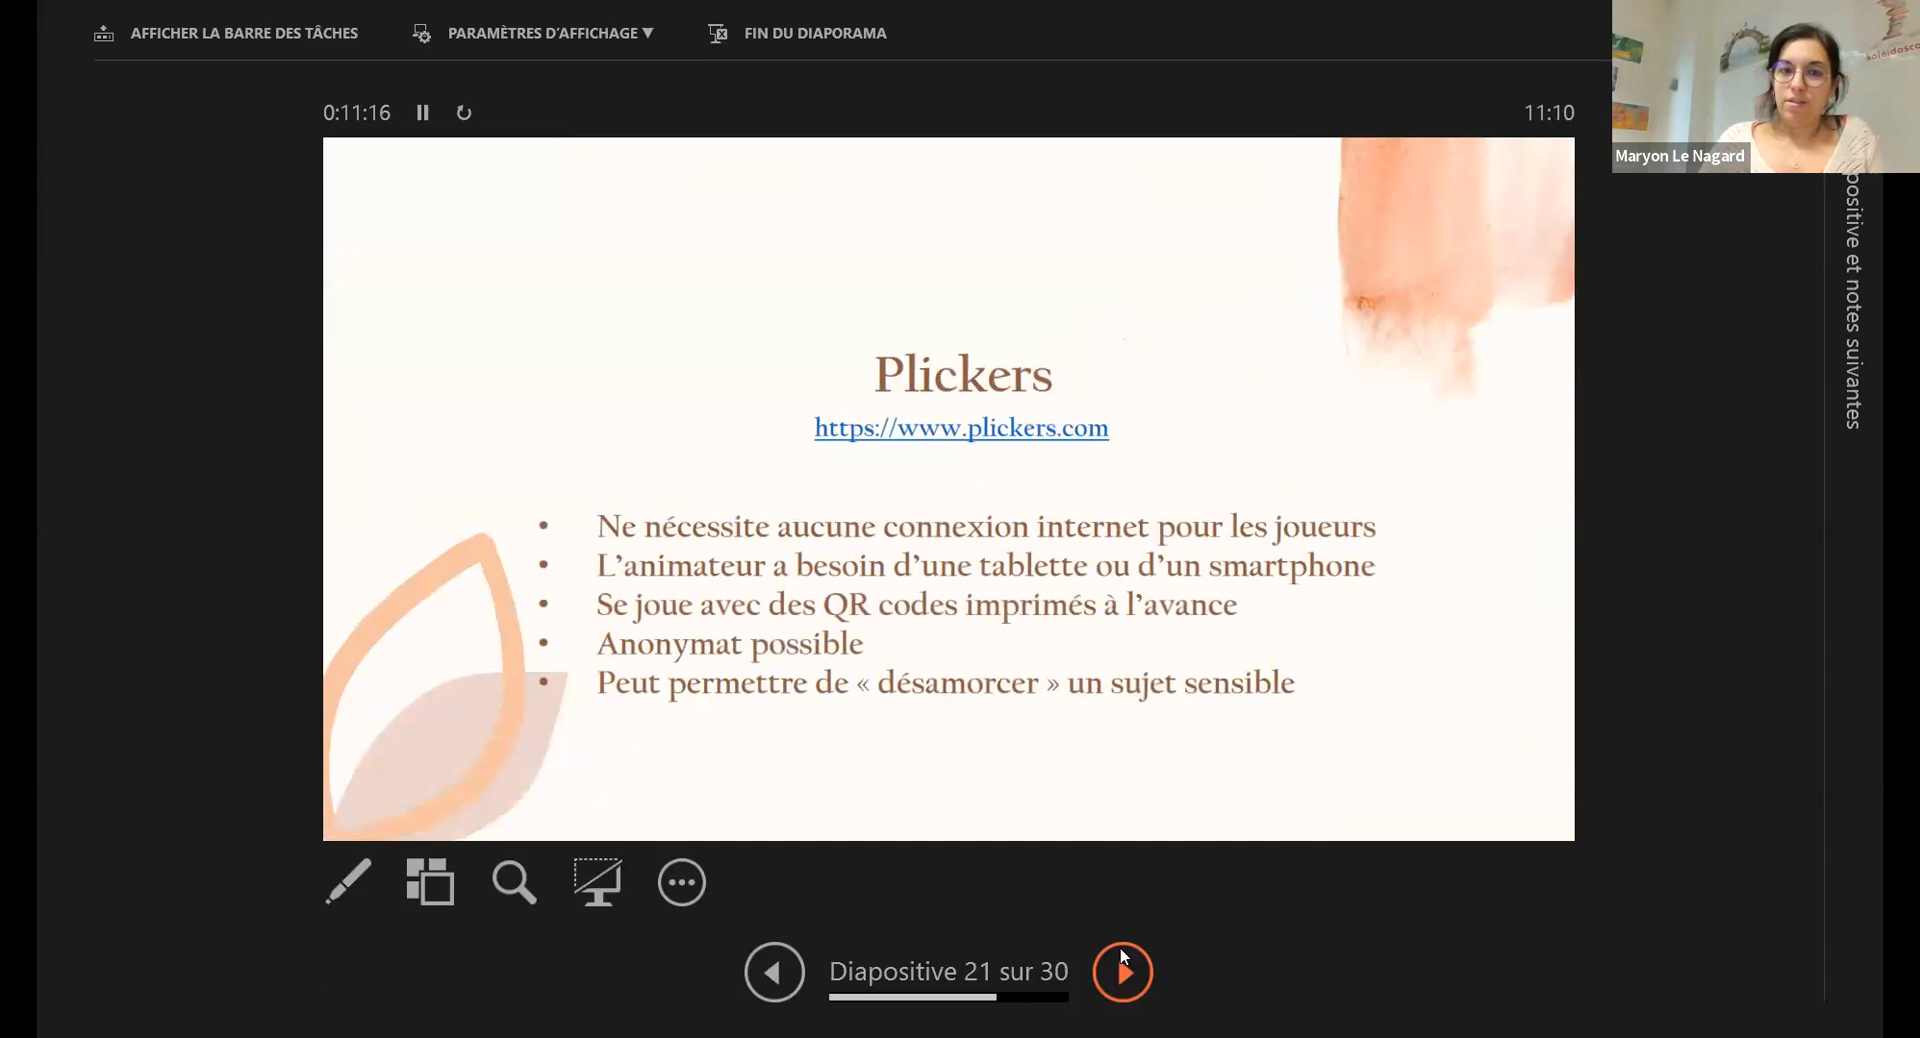 AFFICHER LA BARRE DES TÂCHES
PARAMÈTRES D'AFFICHAGE ▼
FIN DU DIAPORAMA
0:11:16
11:10
Maryon Le Nagard
Plickers
https://www.plickers.com
• Ne nécessite aucune connexion internet pour les joueurs
• L’animateur a besoin d’une tablette ou d’un smartphone
• Se joue avec des QR codes imprimés à l’avance
• Anonymat possible
• Peut permettre de « désamorcer » un sujet sensible
positive et notes suivantes
Diapositive 21 sur 30